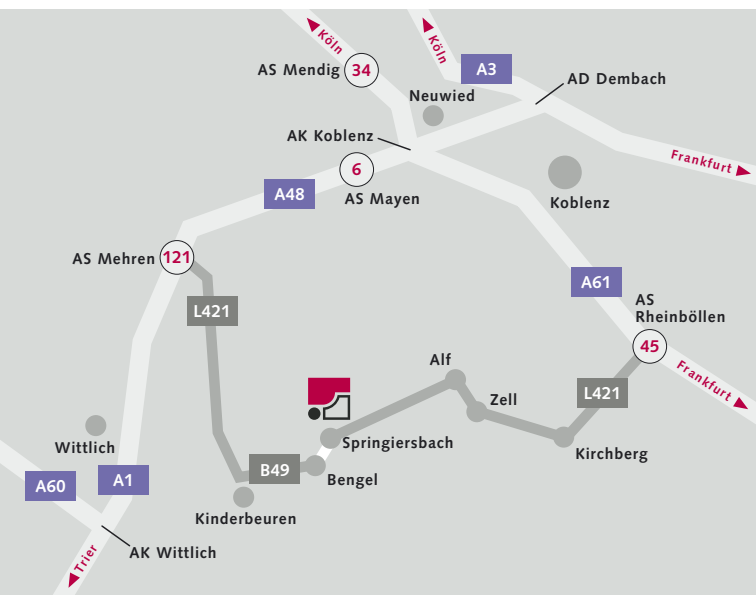 Köln
Köln
AS Mendig
34
A3
AD Dembach
Neuwied
AK Koblenz
Frankfurt
6
A48
AS Mayen
Koblenz
AS Mehren
121
A61
L421
AS
Rheinböllen
45
Alf
Frankfurt
Zell
L421
Wittlich
Springiersbach
Kirchberg
A60
A1
B49
Bengel
Kinderbeuren
AK Wittlich
Trier